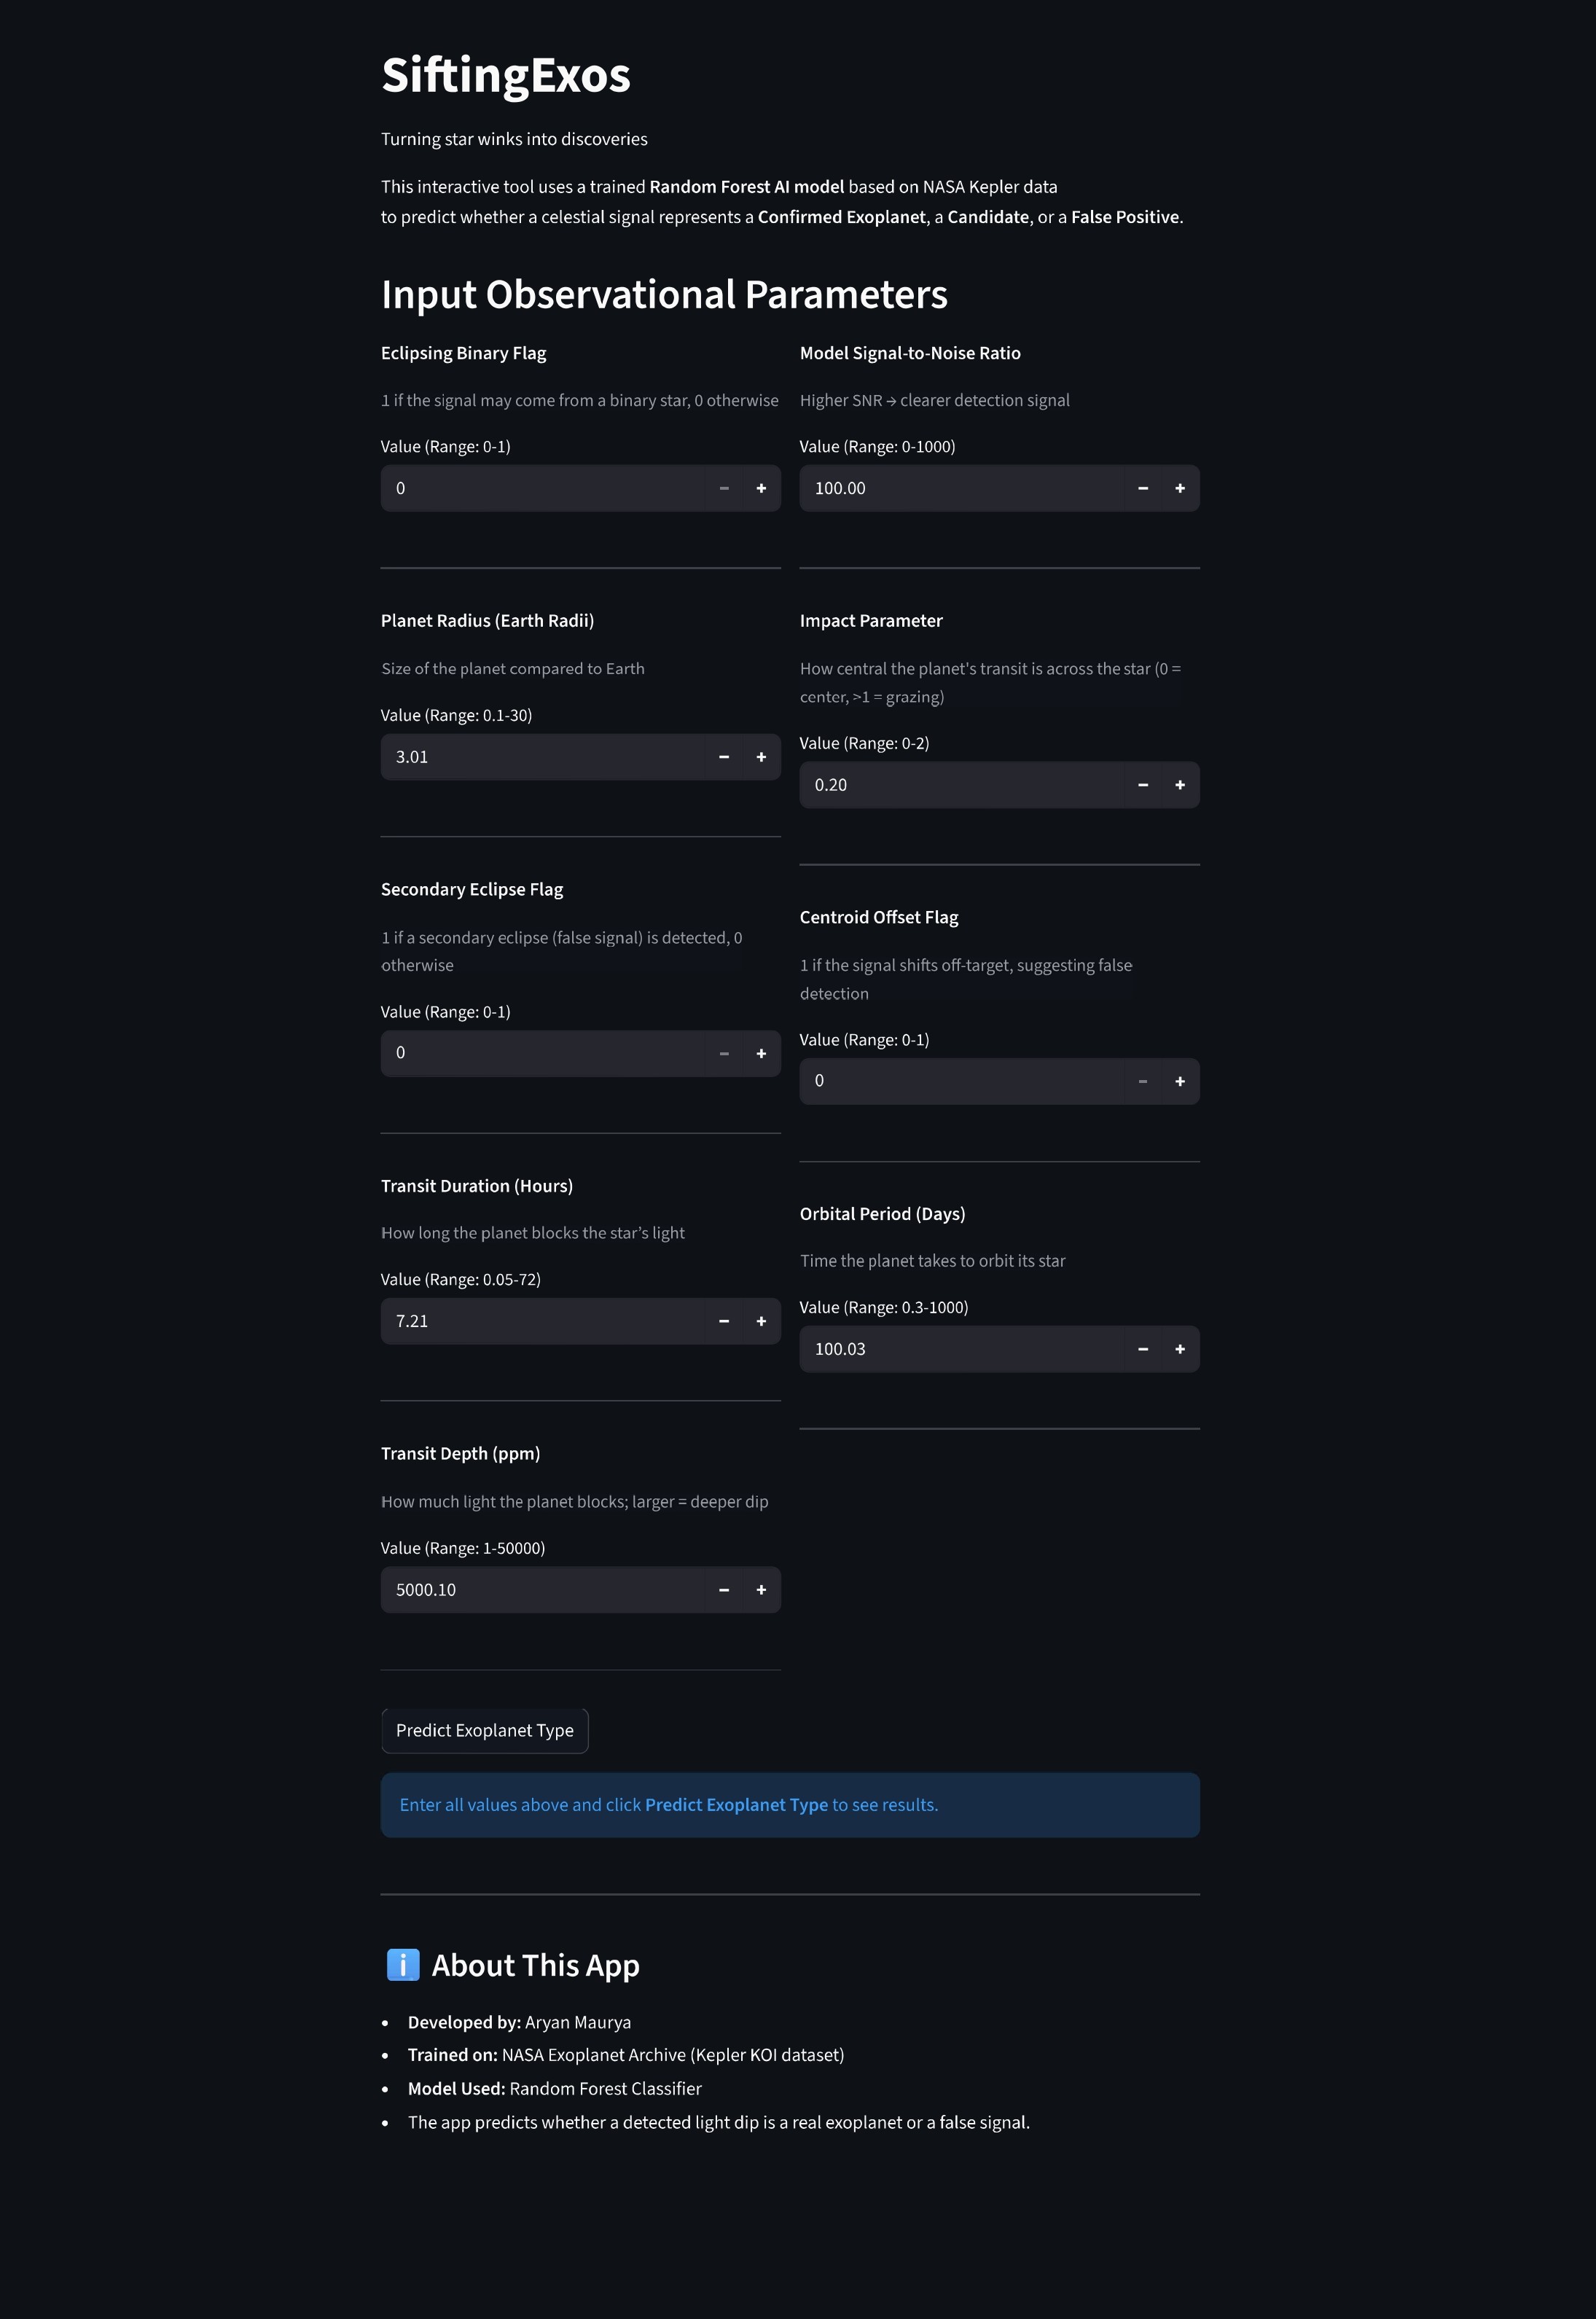 SiftingExos
Turning star winks into discoveries
This interactive tool uses a trained Random Forest AI model based on NASA Kepler data
to predict whether a celestial signal represents a Confirmed Exoplanet, a Candidate, or a False Positive.
Input Observational Parameters
Eclipsing Binary Flag
1 if the signal may come from a binary star, 0 otherwise
Value (Range: 0-1)
0
Planet Radius (Earth Radii)
Size of the planet compared to Earth
Value (Range: 0.1-30)
3.01
Secondary Eclipse Flag
1 if a secondary eclipse (false signal) is detected, 0
otherwise
Value (Range: 0-1)
0
Transit Duration (Hours)
How long the planet blocks the star’s light
Value (Range: 0.05-72)
7.21
Transit Depth (ppm)
How much light the planet blocks; larger = deeper dip
Value (Range: 1-50000)
5000.10
Model Signal-to-Noise Ratio
Higher SNR → clearer detection signal
Value (Range: 0-1000)
100.00
Impact Parameter
How central the planet's transit is across the star (0 =
center, >1 = grazing)
Value (Range: 0-2)
0.20
Centroid Offset Flag
1 if the signal shifts off-target, suggesting false
detection
Value (Range: 0-1)
0
Orbital Period (Days)
Time the planet takes to orbit its star
Value (Range: 0.3-1000)
100.03
Predict Exoplanet Type
Enter all values above and click Predict Exoplanet Type to see results.
ℹ️ About This App
• Developed by: Aryan Maurya
• Trained on: NASA Exoplanet Archive (Kepler KOI dataset)
• Model Used: Random Forest Classifier
• The app predicts whether a detected light dip is a real exoplanet or a false signal.